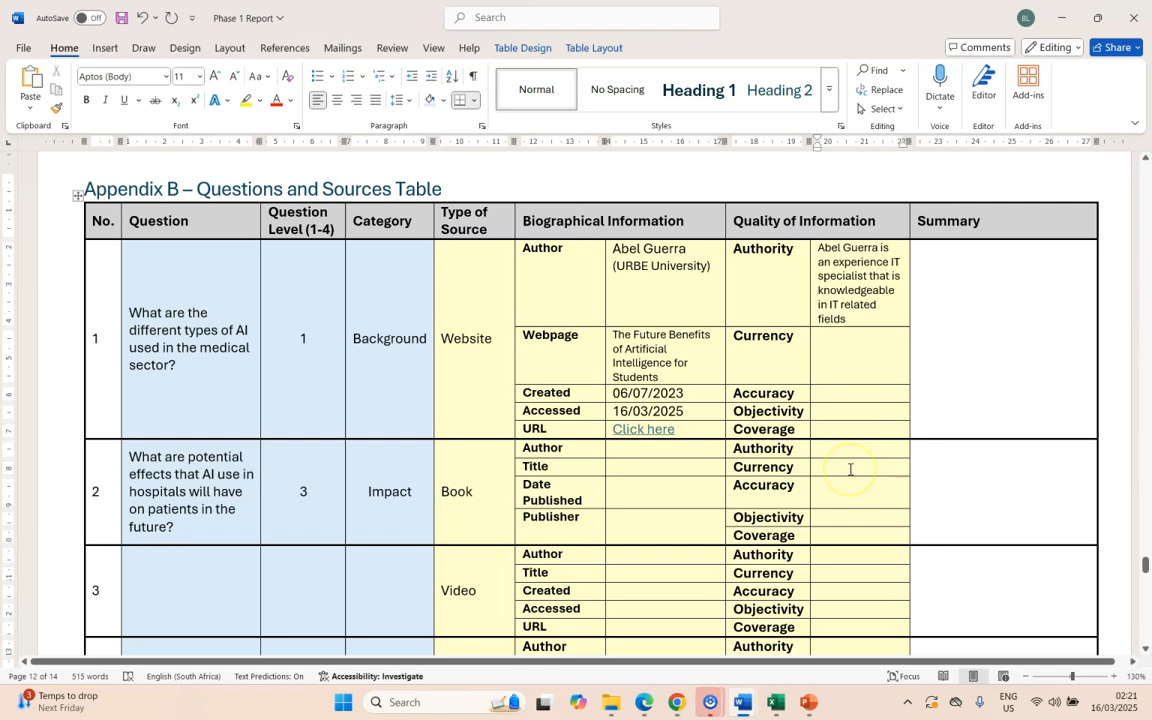 AutoSave Off Phase 1 Report Search BL
File Home Insert Draw Design Layout References Mailings Review View Help Table Design Table Layout Comments Editing Share
Paste
Aptos (Body) 11
Normal
No Spacing
Heading 1
Heading 2
Find
Replace
Select
Dictate
Editor
Add-ins
Clipboard Font Paragraph Styles Editing Voice Editor Add-ins
Appendix B – Questions and Sources Table
No. Question Question Level (1-4) Category Type of Source Biographical Information Quality of Information Summary
1
What are the
different types of AI
used in the medical
sector?
1
Background
Website
Author
Abel Guerra
(URBE University)
Authority
Abel Guerra is
an experience IT
specialist that is
knowledgeable
in IT related
fields
Webpage
The Future Benefits
of Artificial
Intelligence for
Students
Currency
Created 06/07/2023 Accuracy
Accessed 16/03/2025 Objectivity
URL Click here Coverage
2
What are potential
effects that AI use in
hospitals will have
on patients in the
future?
3
Impact
Book
Author Authority
Title Currency
Date
Published
Accuracy
Publisher Objectivity
Coverage
3
Video
Author Authority
Title Currency
Created Accuracy
Accessed Objectivity
URL Coverage
Author Authority
Page 12 of 14 515 words English (South Africa) Text Predictions: On Accessibility: Investigate Focus 130%
3
Temps to drop
Next Friday
Search
ENG
US
02:21
16/03/2025